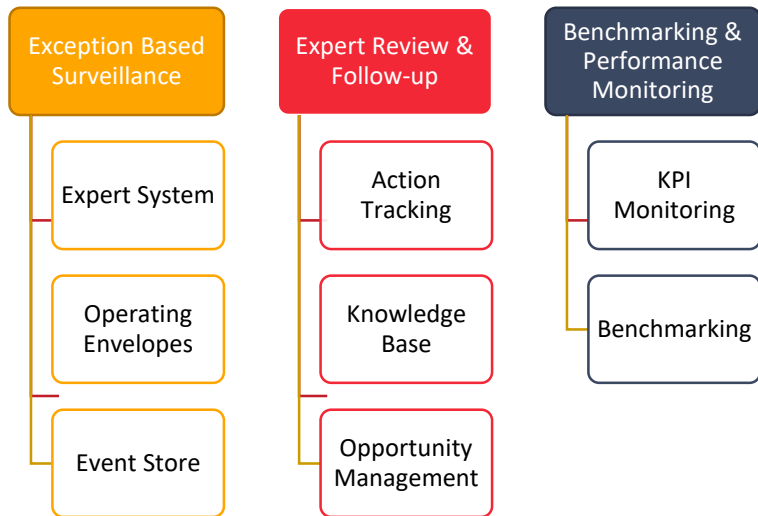 Exception Based
Surveillance
Expert System
Operating
Envelopes
Event Store
Expert Review &
Follow-up
Action
Tracking
Knowledge
Base
Opportunity
Management
Benchmarking &
Performance
Monitoring
KPI
Monitoring
Benchmarking